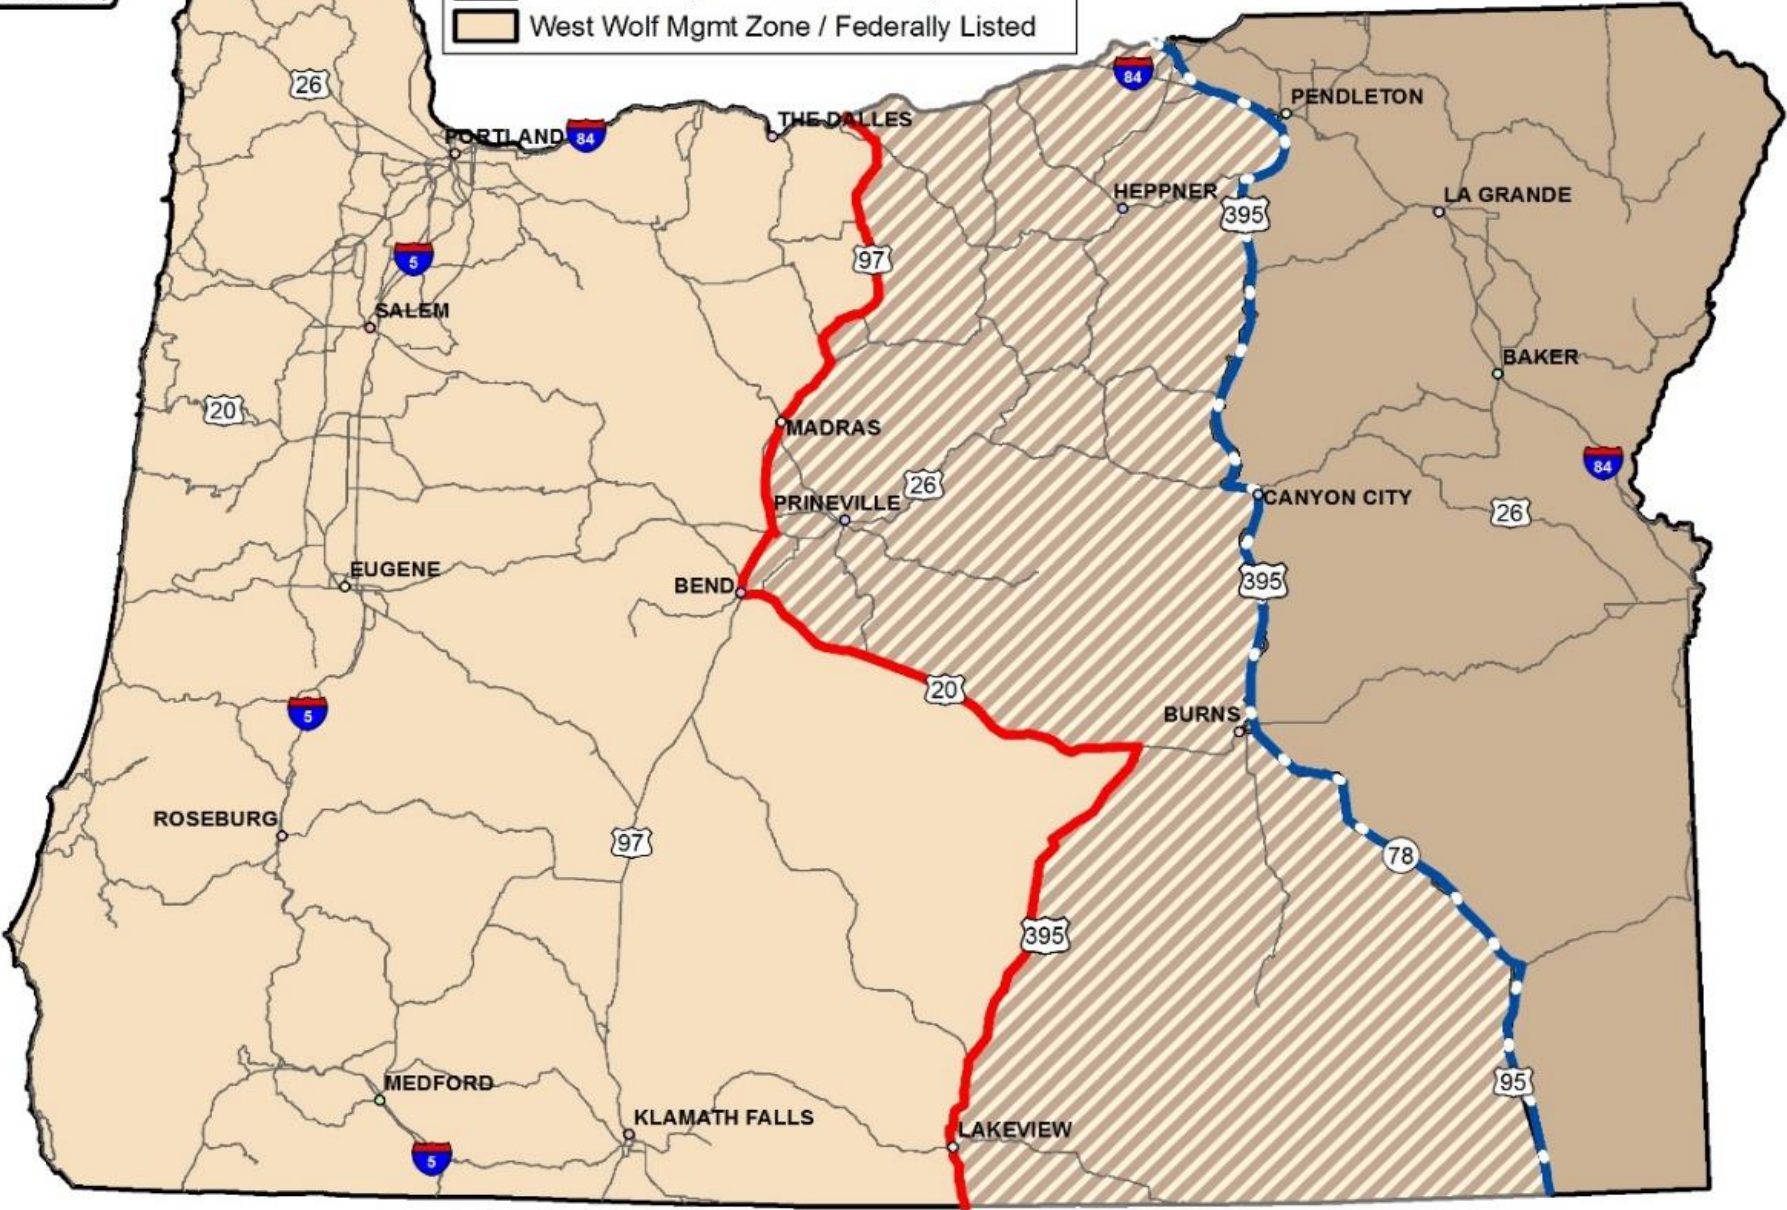 West Wolf Mgmt Zone / Federally Listed
26
84
PENDLETON
THE DALLES
PORTLAND
84
HEPPNER
LA GRANDE
395
5
97
SALEM
BAKER
20
MADRAS
84
26
PRINEVILLE
CANYON CITY
26
EUGENE
395
BEND
20
5
BURNS
ROSEBURG
97
78
395
MEDFORD
95
KLAMATH FALLS
LAKEVIEW
5